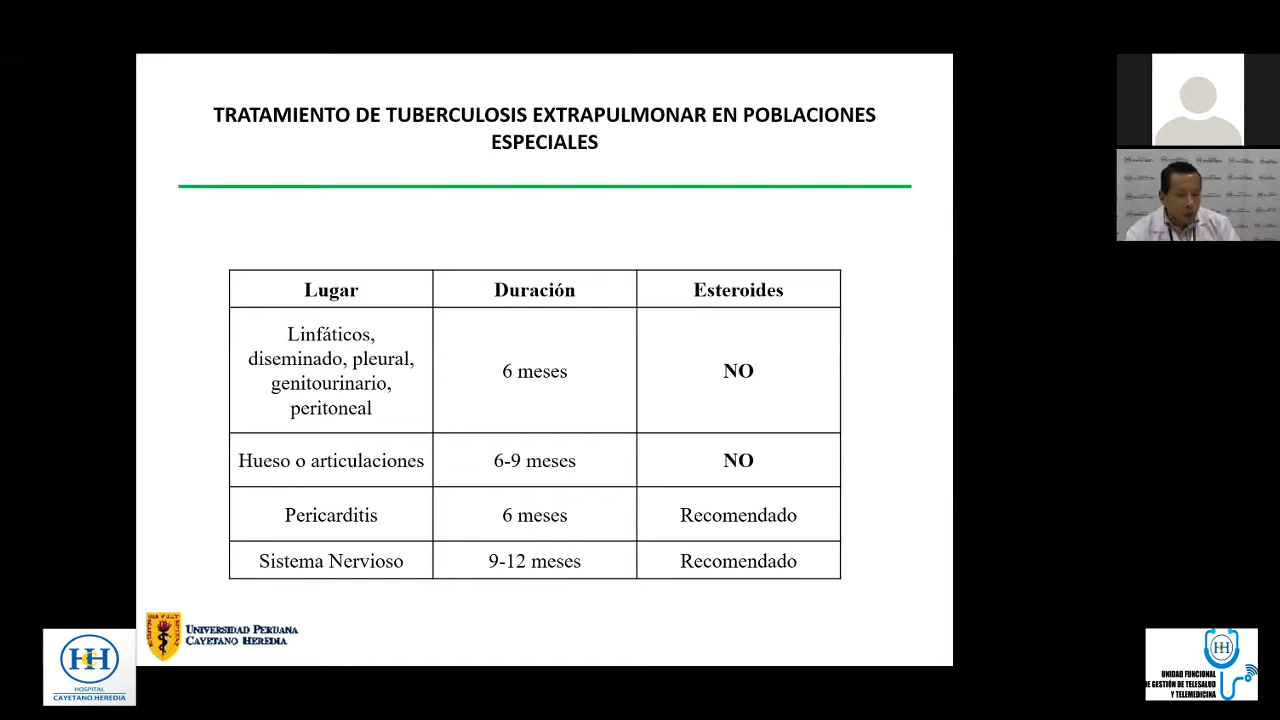 TRATAMIENTO DE TUBERCULOSIS EXTRAPULMONAR EN POBLACIONES
ESPECIALES
Lugar Duración Esteroides
Linfáticos,
diseminado, pleural,
genitourinario,
peritoneal
6 meses NO
Hueso o articulaciones 6-9 meses NO
Pericarditis 6 meses Recomendado
Sistema Nervioso 9-12 meses Recomendado
UNIVERSIDAD PERUANA
CAYETANO HEREDIA
HCH
HOSPITAL
CAYETANO HEREDIA
UNIDAD FUNCIONAL
DE GESTIÓN DE TELESALUD
Y TELEMEDICINA